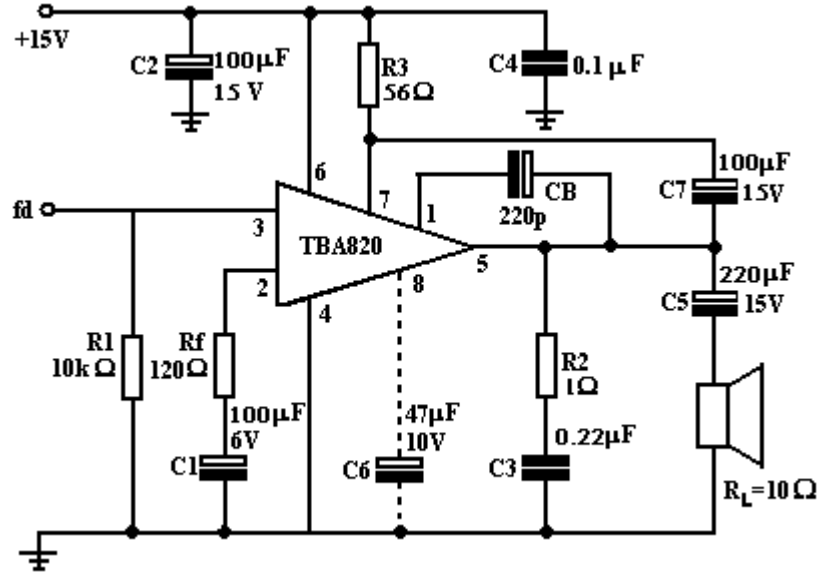 +15V
C2
100µF
15 V
R3
56Ω
C4
0.1 µF
6
7
1
CB
220p
C7
100µF
15V
fd
3
TBA820
2
4
8
5
R1
10k Ω
Rf
120Ω
100µF
6V
C1
47µF
10V
C6
R2
1Ω
0.22µF
C3
220µF
C5
15V
RL=10 Ω